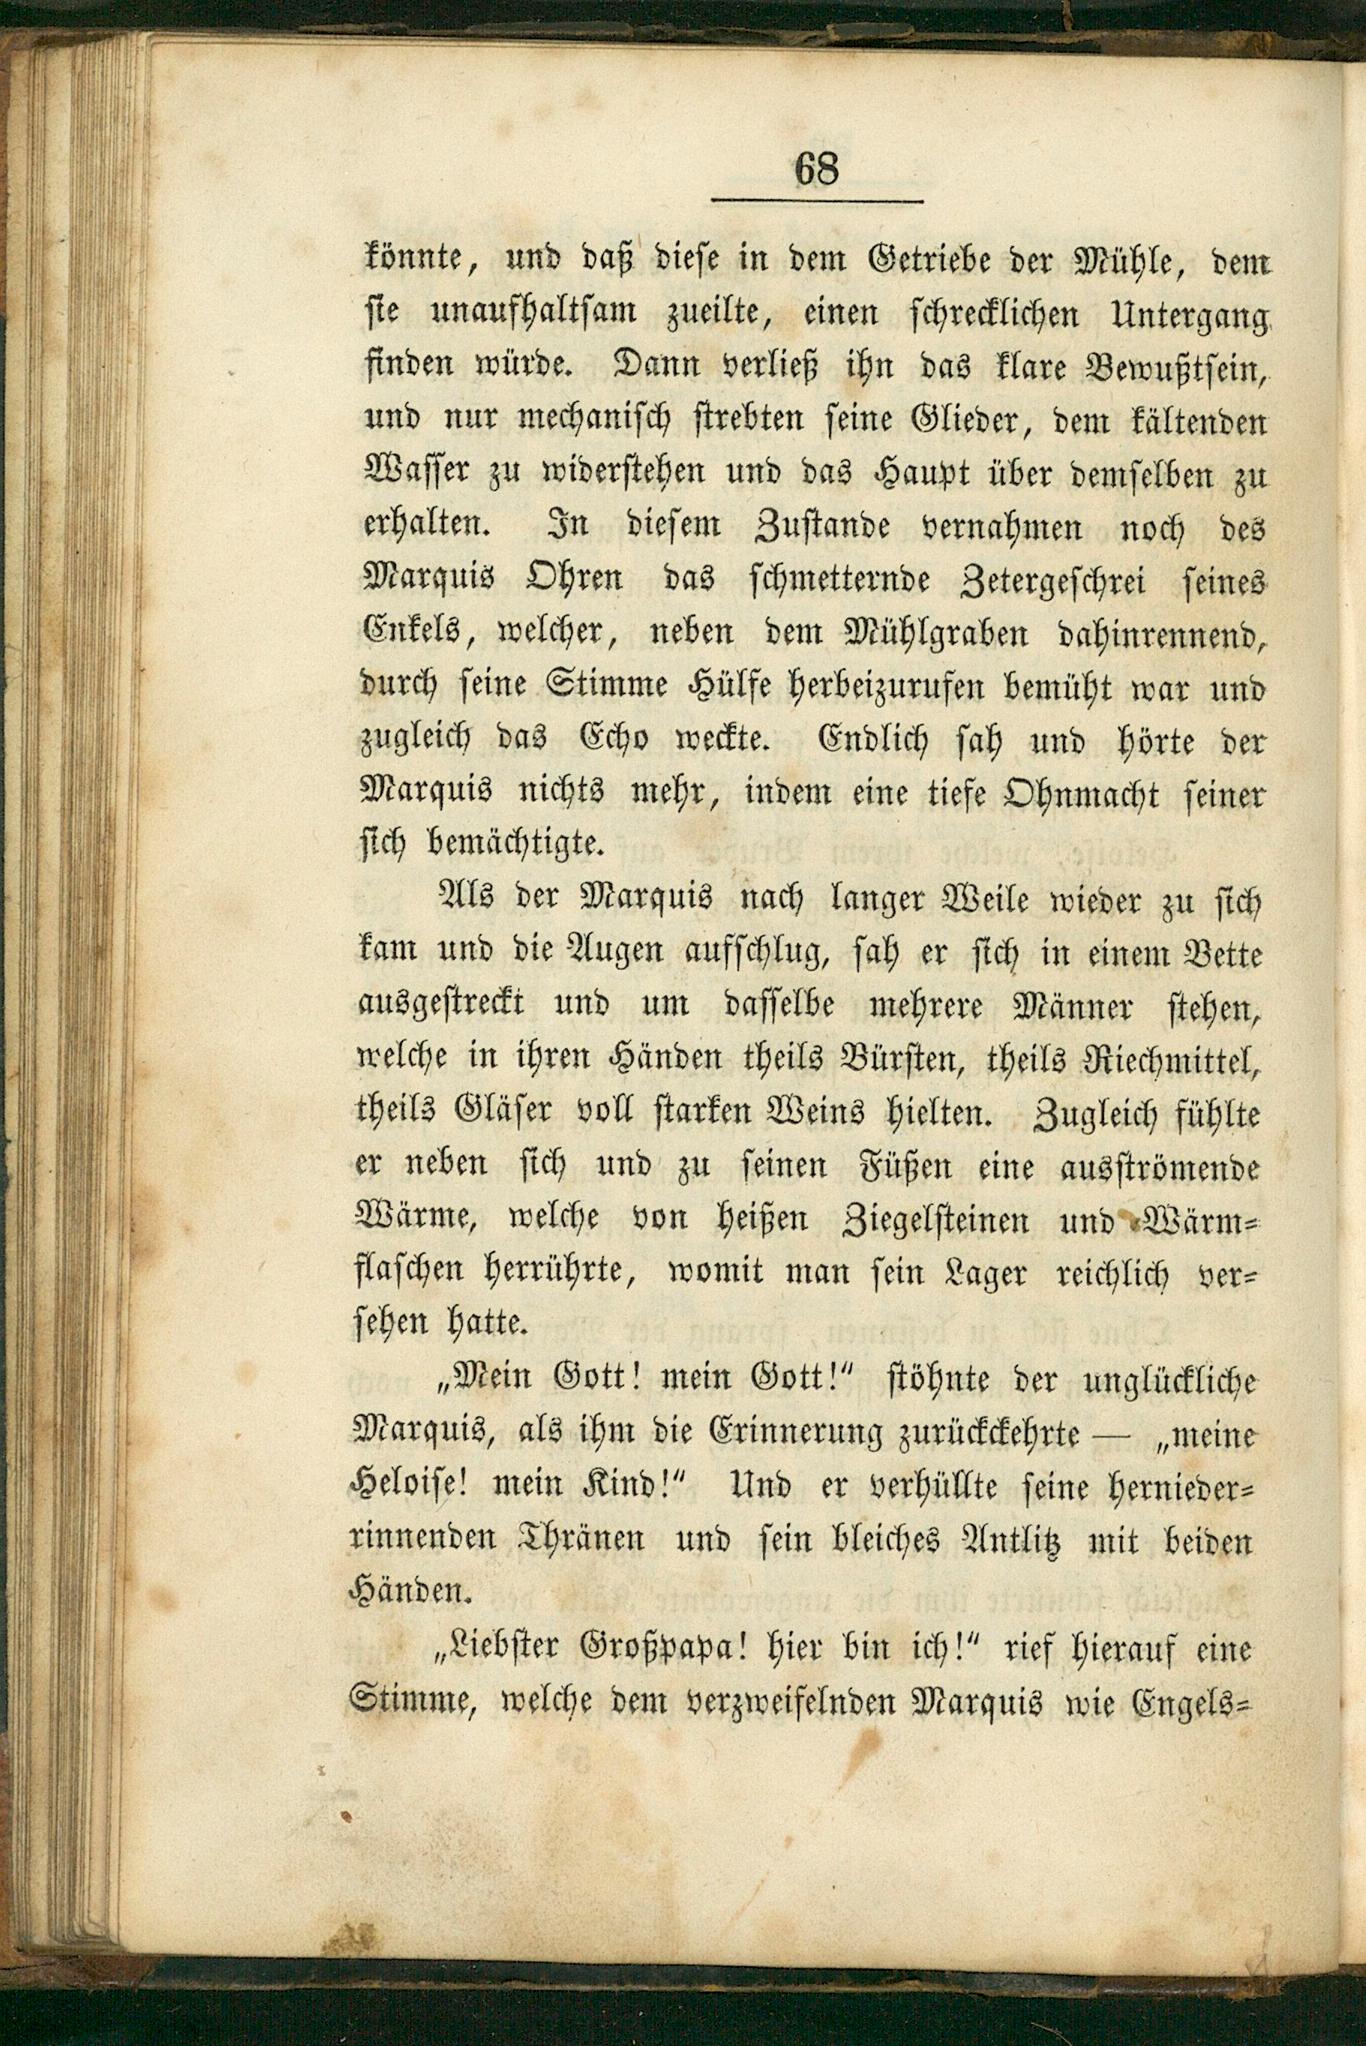 68
könnte, und daß diese in dem Getriebe der Mühle, dem
sie unaufhaltsam zueilte, einen schrecklichen Untergang
finden würde. Dann verließ ihn das klare Bewußtsein,
und nur mechanisch strebten seine Glieder, dem kältenden
Wasser zu widerstehen und das Haupt über demselben zu
erhalten. In diesem Zustande vernahmen noch des
Marquis Ohren das schmetternde Zetergeschrei seines
Enkels, welcher, neben dem Mühlgraben dahinrennend,
durch seine Stimme Hülfe herbeizurufen bemüht war und
zugleich das Echo weckte. Endlich sah und hörte der
Marquis nichts mehr, indem eine tiefe Ohnmacht seiner
sich bemächtigte.
Als der Marquis nach langer Weile wieder zu sich
kam und die Augen aufschlug, sah er sich in einem Bette
ausgestreckt und um dasselbe mehrere Männer stehen,
welche in ihren Händen theils Bürsten, theils Riechmittel,
theils Gläser voll starken Weins hielten. Zugleich fühlte
er neben sich und zu seinen Füßen eine ausströmende
Wärme, welche von heißen Ziegelsteinen und Wärm=
flaschen herrührte, womit man sein Lager reichlich ver=
sehen hatte.
„Mein Gott! mein Gott!“ stöhnte der unglückliche
Marquis, als ihm die Erinnerung zurückckehrte — „meine
Heloise! mein Kind!“ Und er verhüllte seine hernieder=
rinnenden Thränen und sein bleiches Antlitz mit beiden
Händen.
„Liebster Großpapa! hier bin ich!“ rief hierauf eine
Stimme, welche dem verzweifelnden Marquis wie Engels=